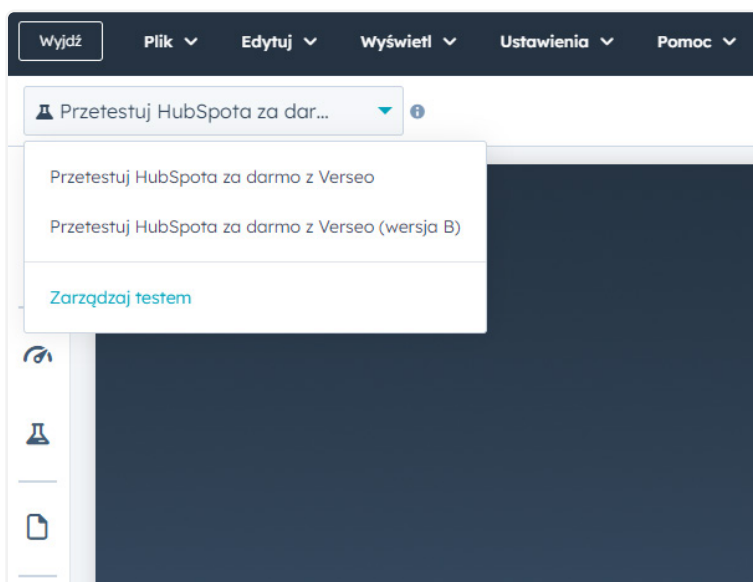 Wyjdź Plik Edytuj Wyświetl Ustawienia Pomoc
Przetestuj HubSpota za dar...
Przetestuj HubSpota za darmo z Verseo
Przetestuj HubSpota za darmo z Verseo (wersja B)
Zarządzaj testem